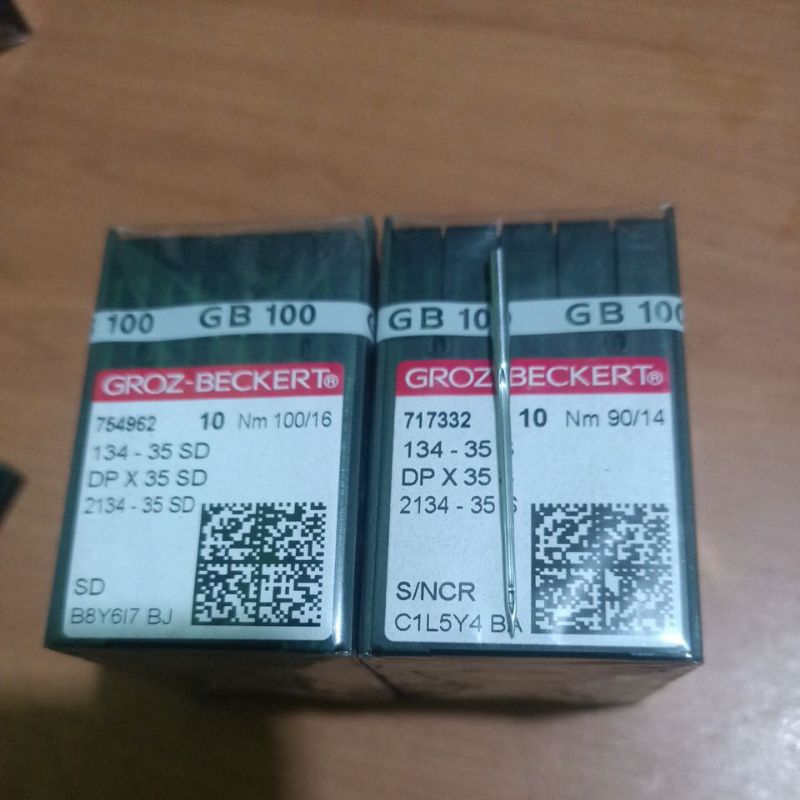 100 GB 100
GROZ-BECKERT®
754962 10 Nm 100/16
134 - 35 SD
DP X 35 SD
2134 - 35 SD
SD
B8Y6I7 BJ
GB 100 GB 100
GROZ-BECKERT®
717332 10 Nm 90/14
134 - 35 S
DP X 35
2134 - 35 S
S/NCR
C1L5Y4 BA